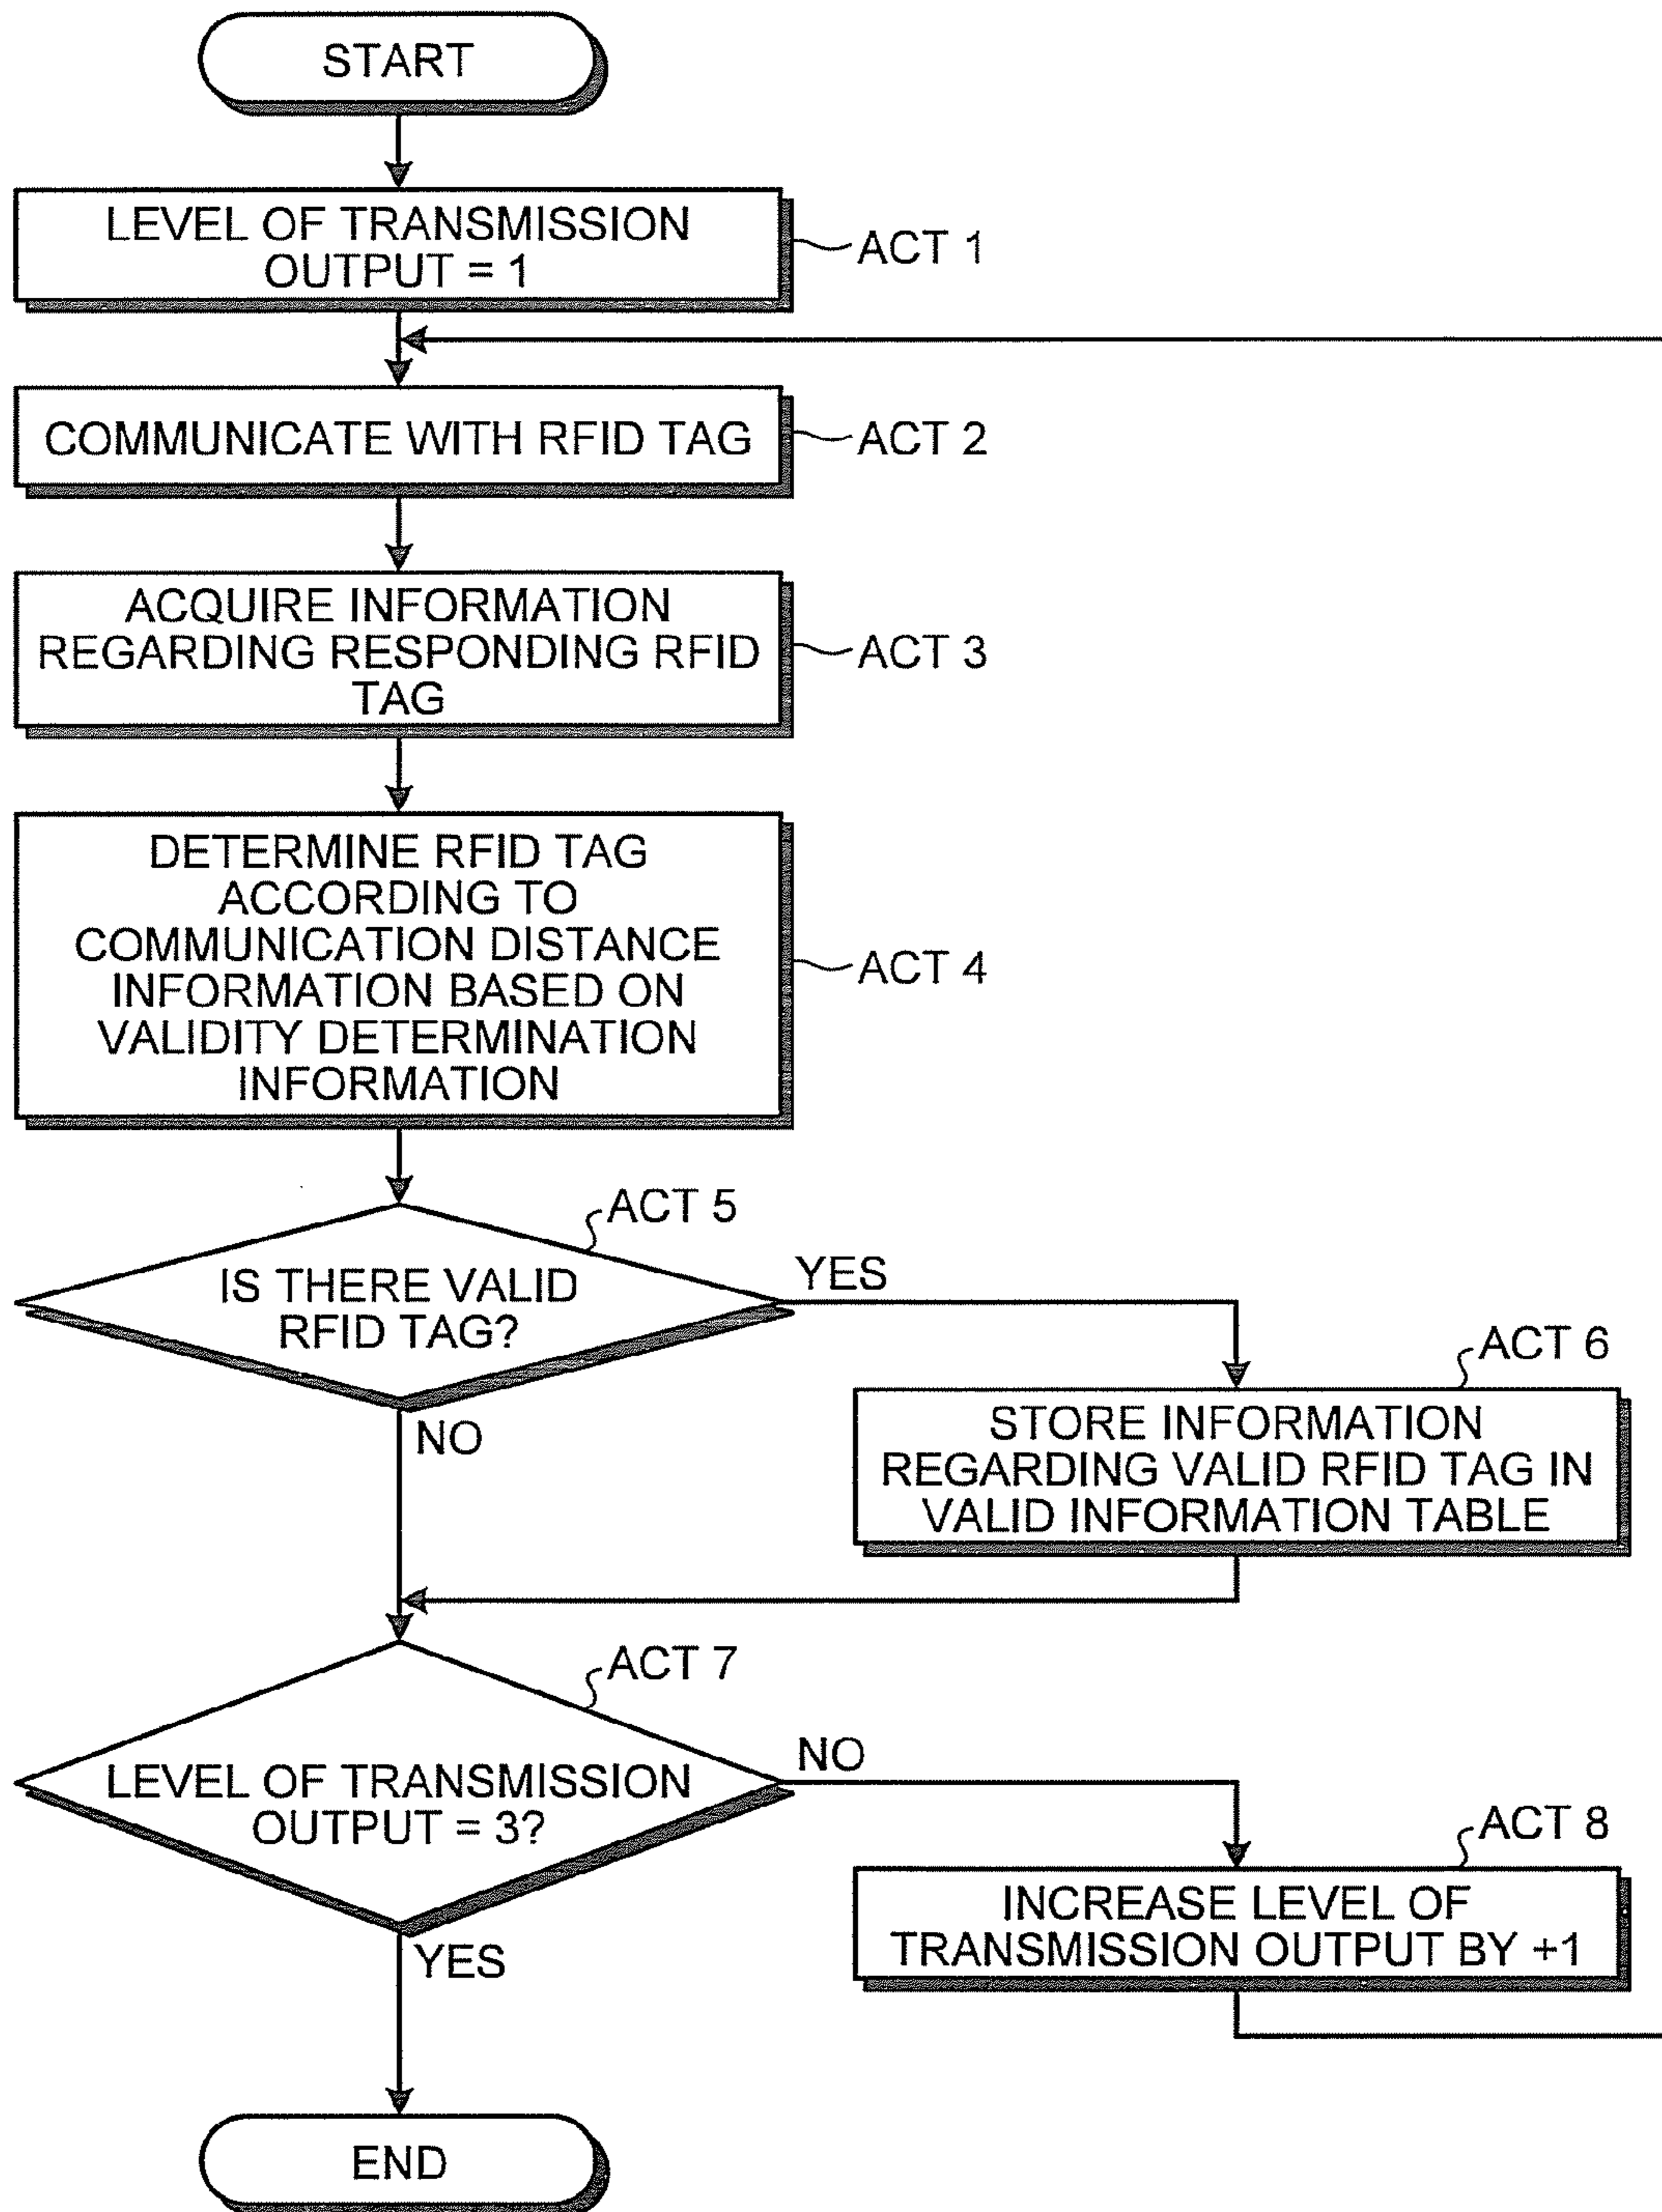 START
LEVEL OF TRANSMISSION
OUTPUT = 1
ACT 1
COMMUNICATE WITH RFID TAG
ACT 2
ACQUIRE INFORMATION
REGARDING RESPONDING RFID
TAG
ACT 3
DETERMINE RFID TAG
ACCORDING TO
COMMUNICATION DISTANCE
INFORMATION BASED ON
VALIDITY DETERMINATION
INFORMATION
ACT 4
ACT 5
IS THERE VALID
RFID TAG?
YES
NO
ACT 6
STORE INFORMATION
REGARDING VALID RFID TAG IN
VALID INFORMATION TABLE
ACT 7
LEVEL OF TRANSMISSION
OUTPUT = 3?
NO
YES
ACT 8
INCREASE LEVEL OF
TRANSMISSION OUTPUT BY +1
END